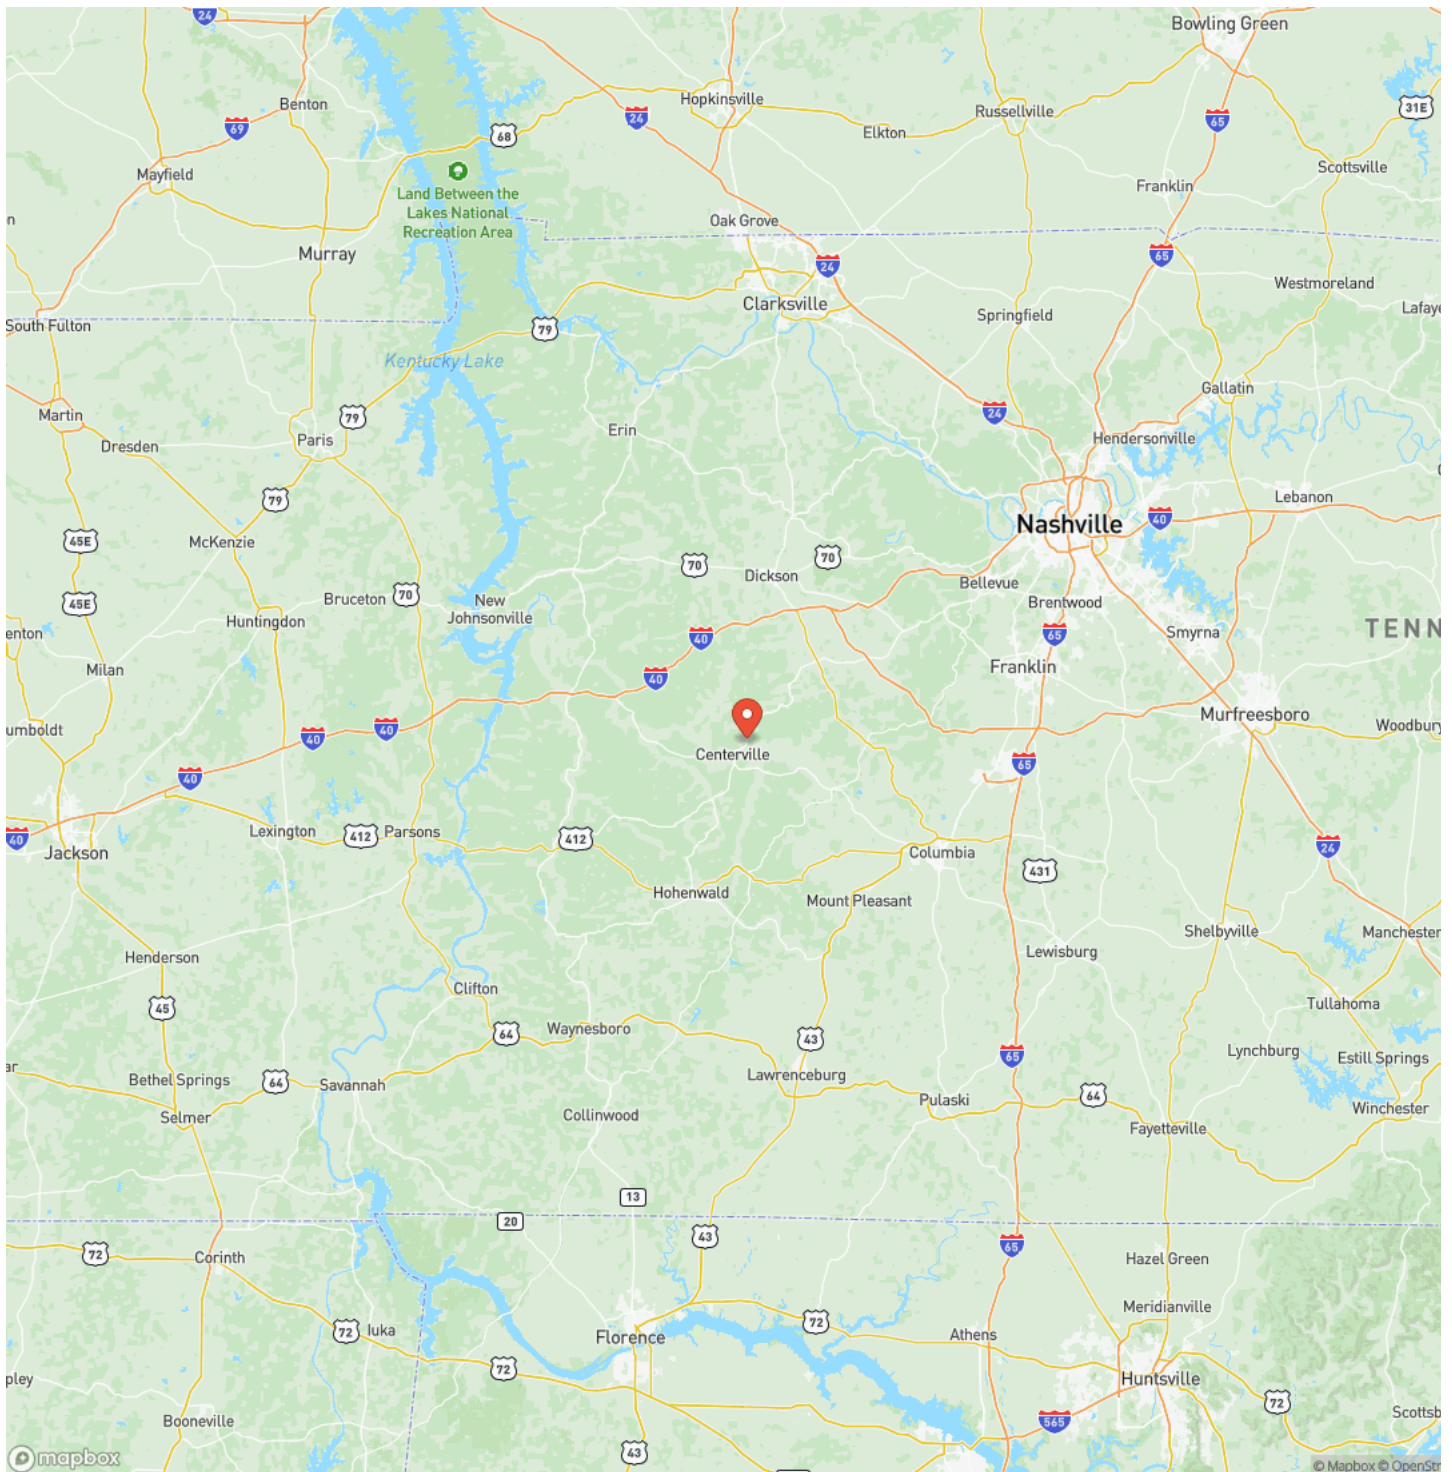 24
Bowling Green
Benton
Hopkinsville
Russellville
31E
69
24
65
68
Elkton
Mayfield
Scottsville
Land Between the
Lakes National
Recreation Area
Franklin
Oak Grove
Murray
65
24
Westmoreland
Clarksville
South Fulton
79
Springfield
Lafaye
Kentucky Lake
Gallatin
Martin
79
24
Erin
Paris
Dresden
Hendersonville
79
Lebanon
45E
McKenzie
Nashville
40
70
70
Dickson
Bellevue
45E
Bruceton
70
New
Johnsonville
Brentwood
Huntingdon
enton
40
65
Smyrna
TENN
Milan
40
Franklin
umboldt
40
40
Murfreesboro
Woodbury
Centerville
65
40
40
Lexington
412
Parsons
412
Jackson
Columbia
24
431
Hohenwald
Mount Pleasant
Shelbyville
Manchester
Henderson
Lewisburg
Clifton
45
Tullahoma
64
Waynesboro
43
65
Lynchburg
Estill Springs
ar
Bethel Springs
64
Savannah
Lawrenceburg
Selmer
Collinwood
Pulaski
64
Winchester
Fayetteville
13
20
43
65
72
Corinth
Hazel Green
Meridianville
72
Iuka
Florence
72
Athens
72
Huntsville
pley
72
Booneville
565
Scottsb
43
mapbox
© Mapbox © OpenStr